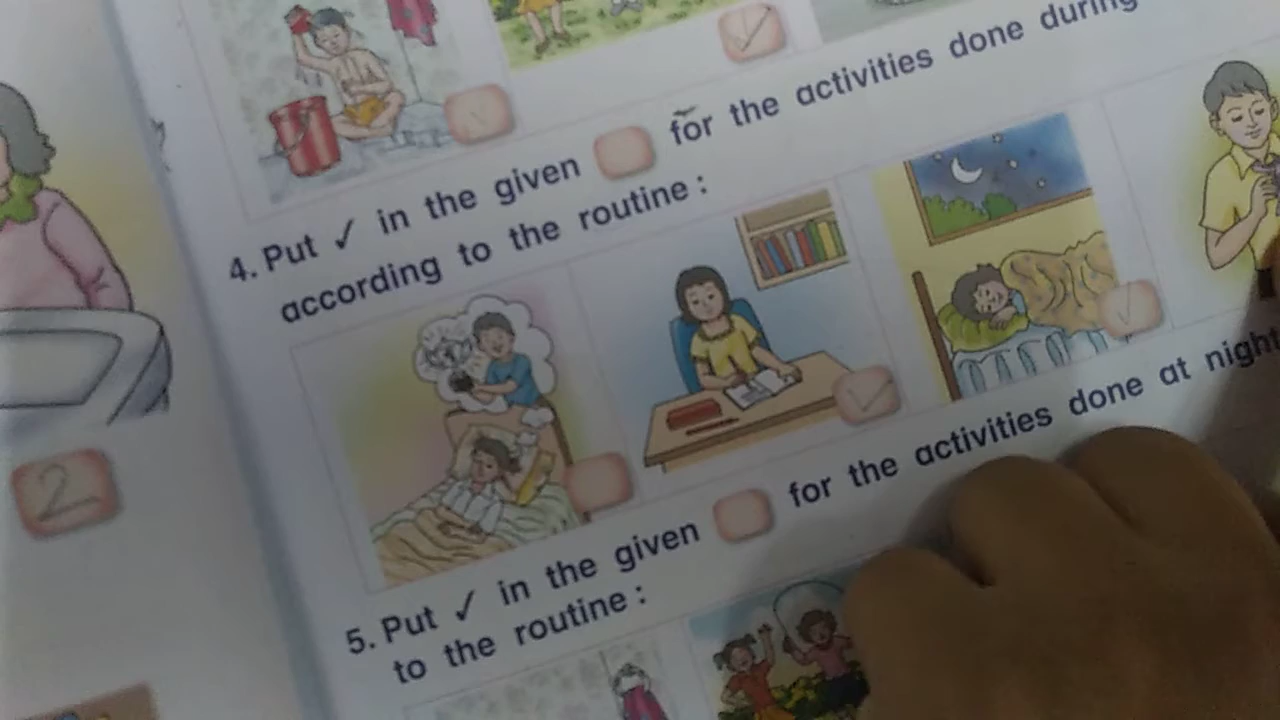 4. Put ✓ in the given for the activities done during
according to the routine :
2
5. Put ✓ in the given for the activities done at night
to the routine :